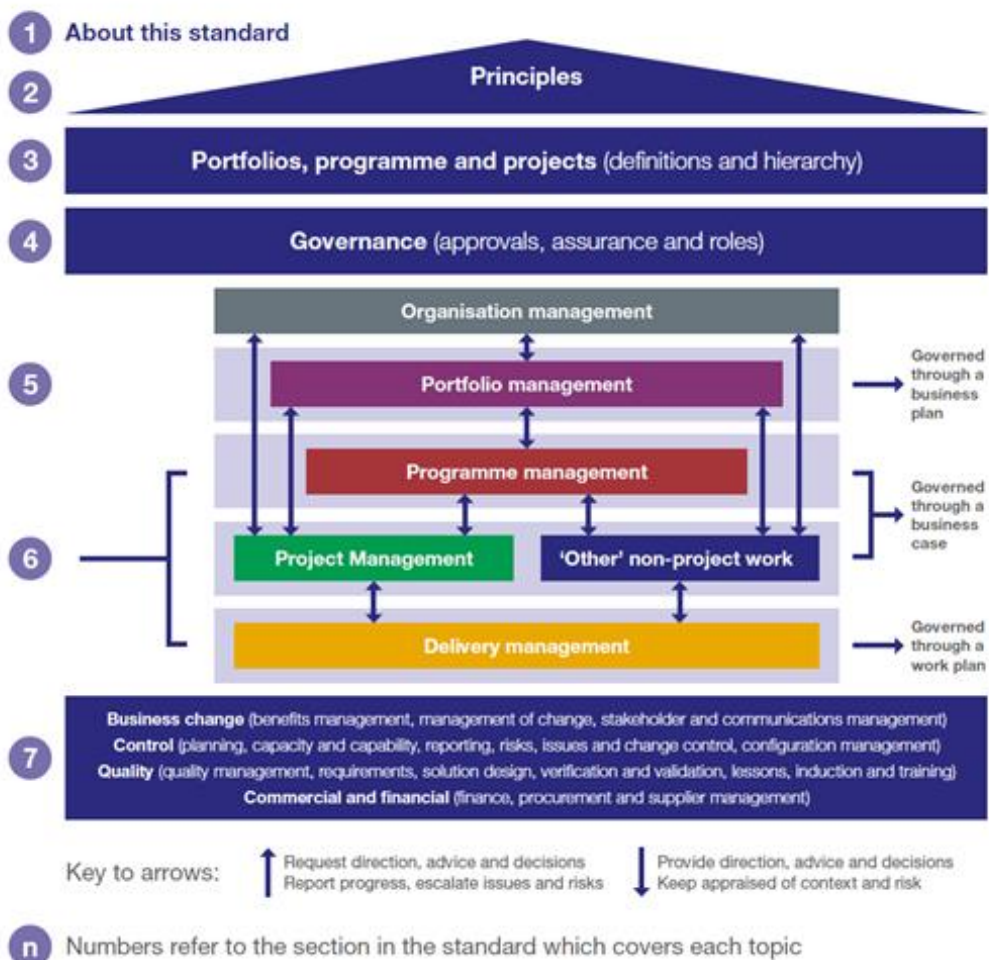 1 About this standard
2 Principles
3 Portfolios, programme and projects (definitions and hierarchy)
4 Governance (approvals, assurance and roles)
Organisation management
5 Portfolio management
Governed
through a
business
plan
Programme management
Governed
through a
business
case
6 Project Management
'Other' non-project work
Delivery management
Governed
through a
work plan
7 Business change (benefits management, management of change, stakeholder and communications management)
Control (planning, capacity and capability, reporting, risks, issues and change control, configuration management)
Quality (quality management, requirements, solution design, verification and validation, lessons, induction and training)
Commercial and financial (finance, procurement and supplier management)
Key to arrows:
Request direction, advice and decisions
Report progress, escalate issues and risks
Provide direction, advice and decisions
Keep appraised of context and risk
n Numbers refer to the section in the standard which covers each topic